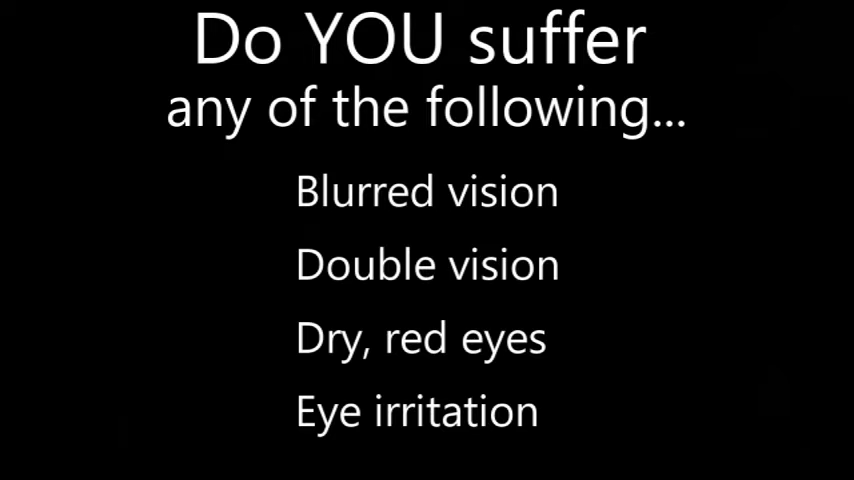 Do YOU suffer
any of the following...
Blurred vision
Double vision
Dry, red eyes
Eye irritation